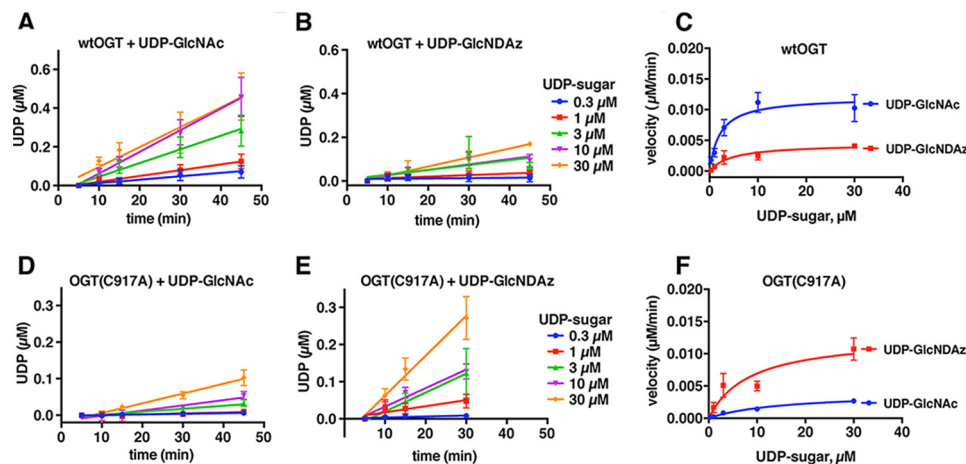 A
wtOGT + UDP-GlcNAc
UDP (µM)
0.6
0.4
0.2
0.0
0 10 20 30 40 50
time (min)
B
wtOGT + UDP-GlcNDAz
UDP (µM)
0.6
0.4
0.2
0.0
0 10 20 30 40 50
time (min)
UDP-sugar
0.3 µM
1 µM
3 µM
10 µM
30 µM
C
wtOGT
velocity (µM/min)
0.020
0.015
0.010
0.005
0.000
0 10 20 30 40
UDP-sugar, µM
UDP-GlcNAc
UDP-GlcNDAz
D
OGT(C917A) + UDP-GlcNAc
UDP (µM)
0.3
0.2
0.1
0.0
0 10 20 30 40 50
time (min)
E
OGT(C917A) + UDP-GlcNDAz
UDP (µM)
0.3
0.2
0.1
0.0
0 10 20 30 40 50
time (min)
UDP-sugar
0.3 µM
1 µM
3 µM
10 µM
30 µM
F
OGT(C917A)
velocity (µM/min)
0.020
0.015
0.010
0.005
0.000
0 10 20 30 40
UDP-sugar, µM
UDP-GlcNDAz
UDP-GlcNAc